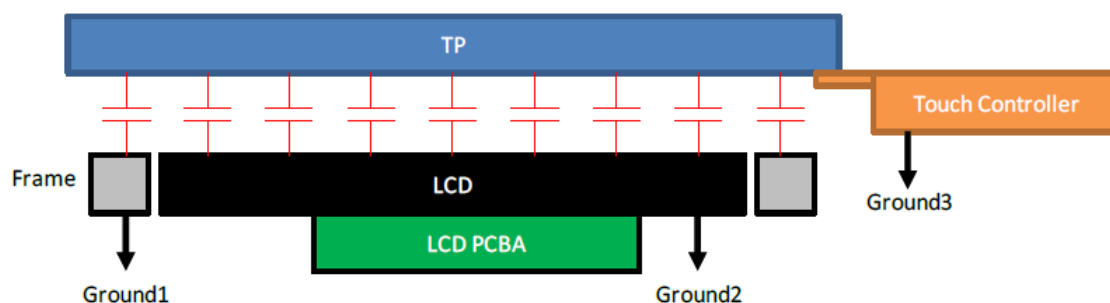 TP
Touch Controller
Frame
LCD
Ground3
LCD PCBA
Ground1
Ground2